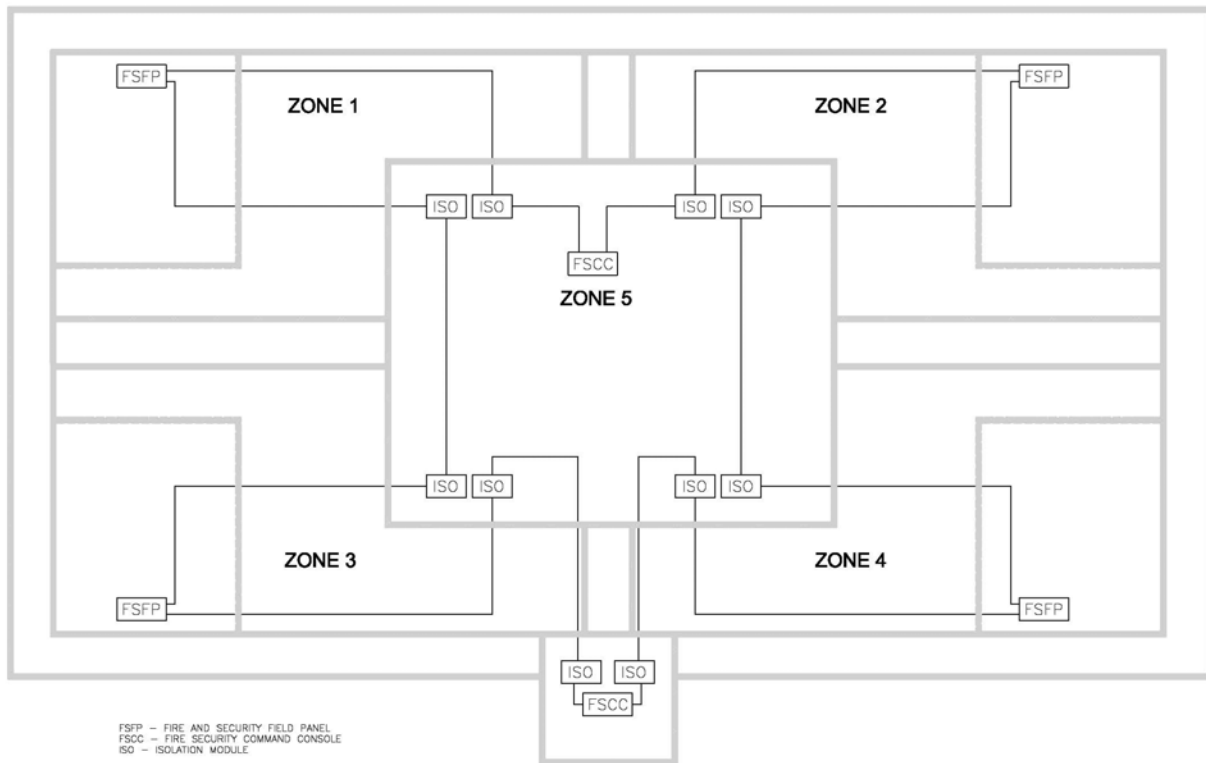 FSFP
FSFP
ZONE 1
ZONE 2
ISO ISO
ISO ISO
FSCC
ZONE 5
ISO ISO
ISO ISO
ZONE 3
ZONE 4
FSFP
FSFP
ISO
ISO
FSCC
FSFP – FIRE AND SECURITY FIELD PANEL
FSCC – FIRE SECURITY COMMAND CONSOLE
ISO – ISOLATION MODULE